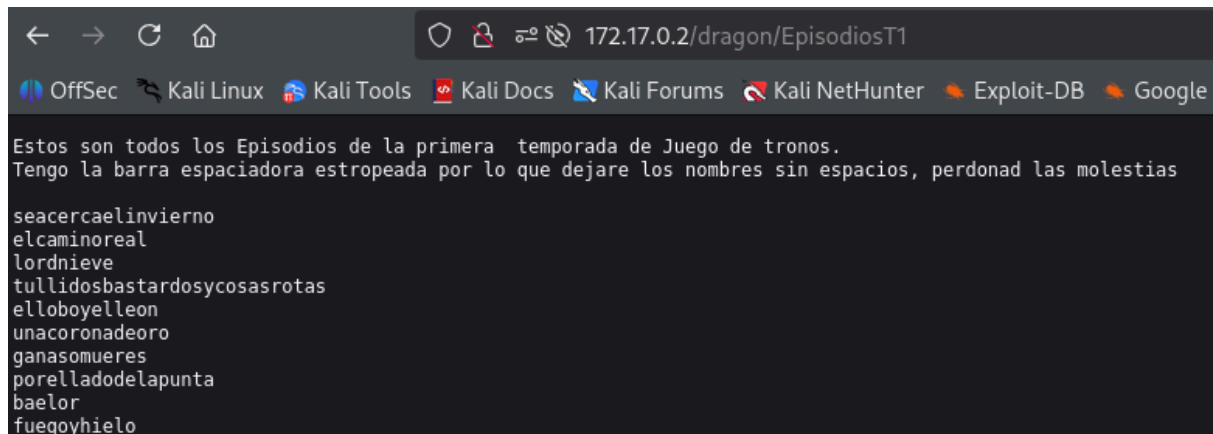 172.17.0.2/dragon/EpisodiosT1
OffSec Kali Linux Kali Tools Kali Docs Kali Forums Kali NetHunter Exploit-DB Google
Estos son todos los Episodios de la primera  temporada de Juego de tronos.
Tengo la barra espaciadora estropeada por lo que dejare los nombres sin espacios, perdonad las molestias
seacercaelinvierno
elcaminoreal
lordnieve
tullidosbastardosycosasrotas
elloboyelleon
unacoronadeoro
ganasomueres
porelladodelapunta
baelor
fuegoyhielo